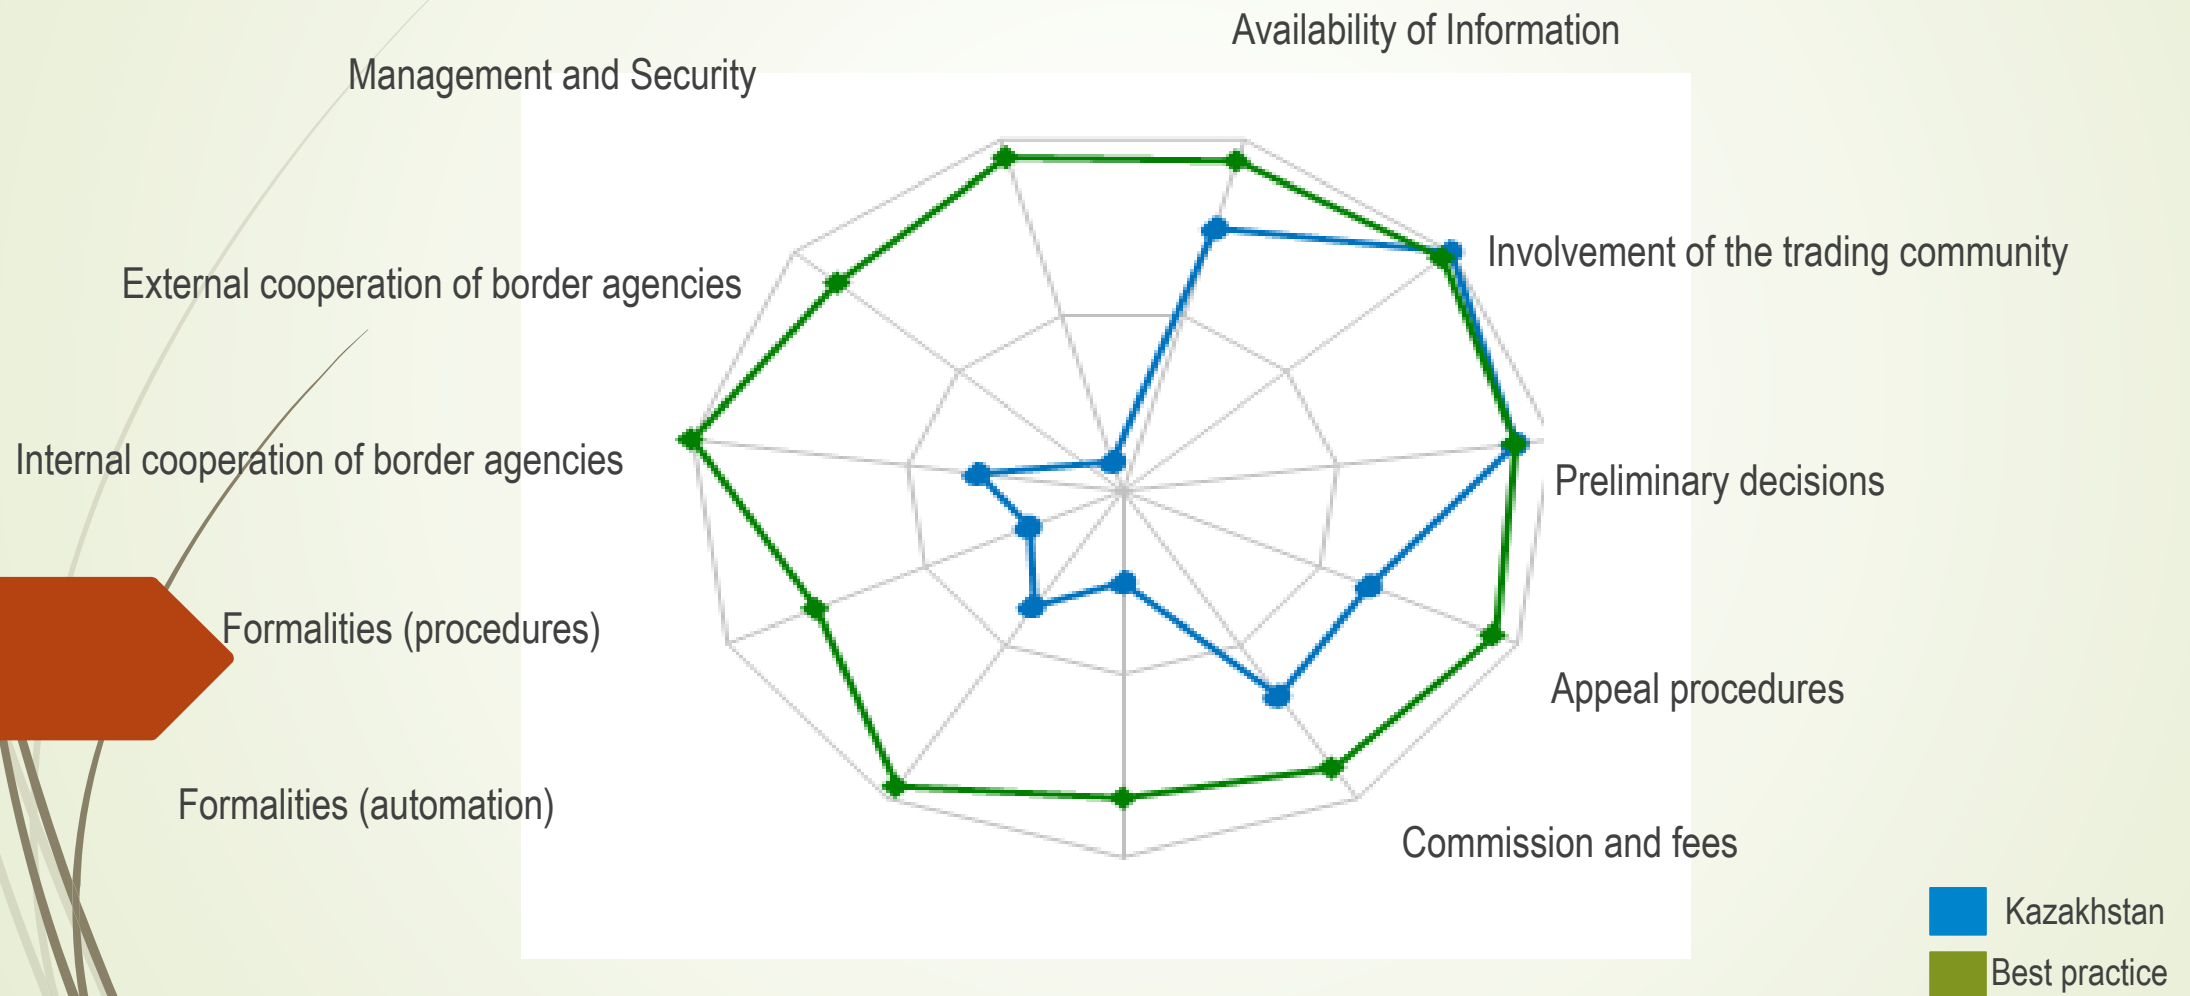 Availability of Information
Management and Security
Involvement of the trading community
External cooperation of border agencies
Internal cooperation of border agencies
Preliminary decisions
Formalities (procedures)
Appeal procedures
Formalities (automation)
Commission and fees
Kazakhstan
Best practice